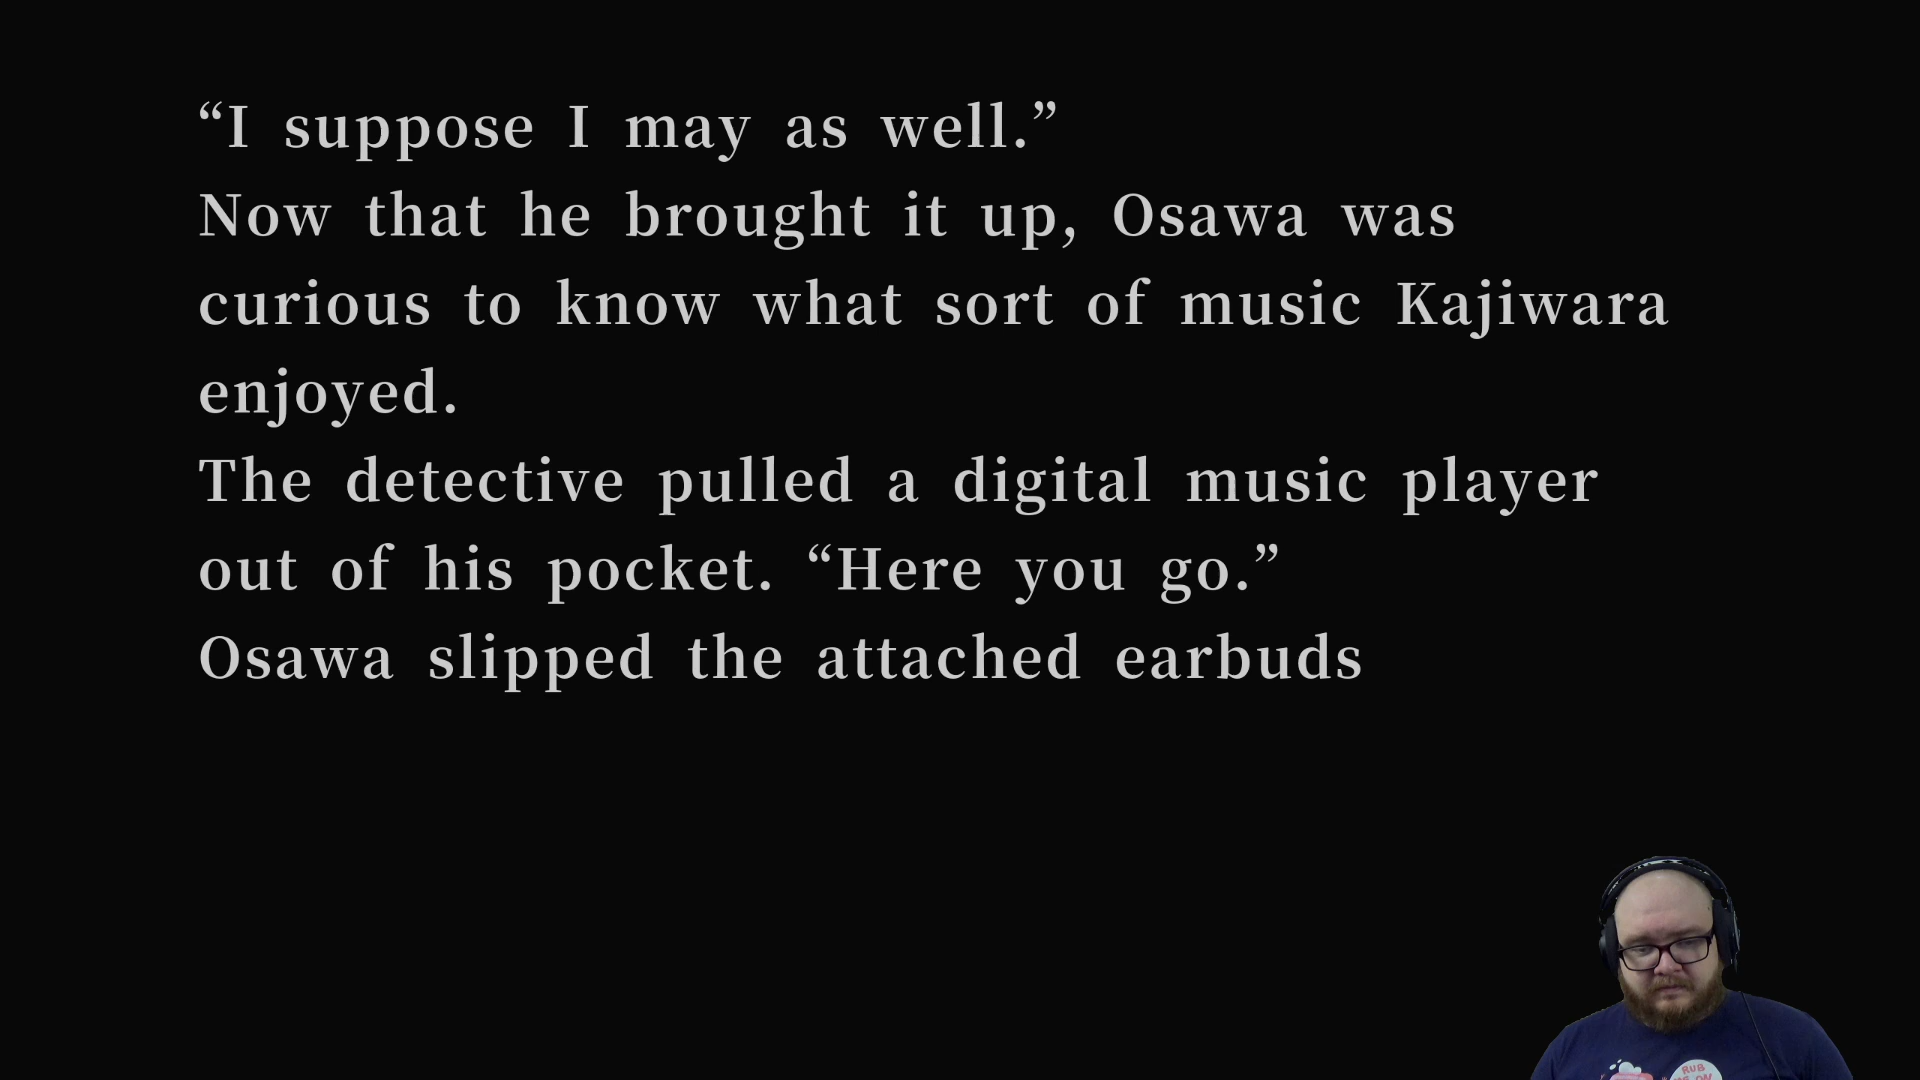 “I suppose I may as well.”
Now that he brought it up, Osawa was
curious to know what sort of music Kajiwara
enjoyed.
The detective pulled a digital music player
out of his pocket. “Here you go.”
Osawa slipped the attached earbuds
RUB
ON